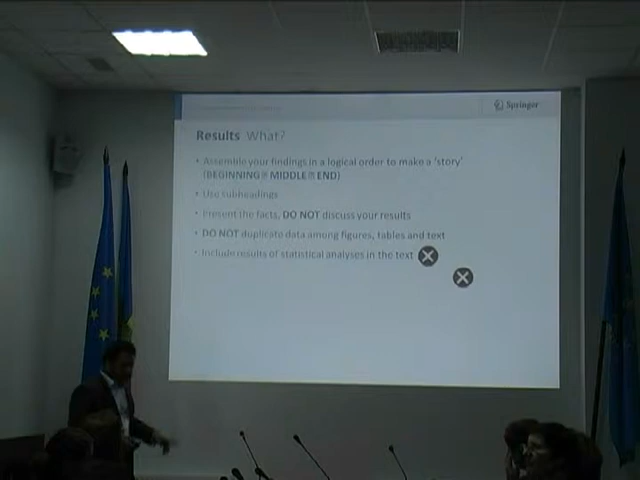 Springer
Results What?
• Assemble your findings in a logical order to make a 'story'
(BEGINNING MIDDLE END)
• Use subheadings
• Present the facts, DO NOT discuss your results
• DO NOT duplicate data among figures, tables and text
• Include results of statistical analyses in the text